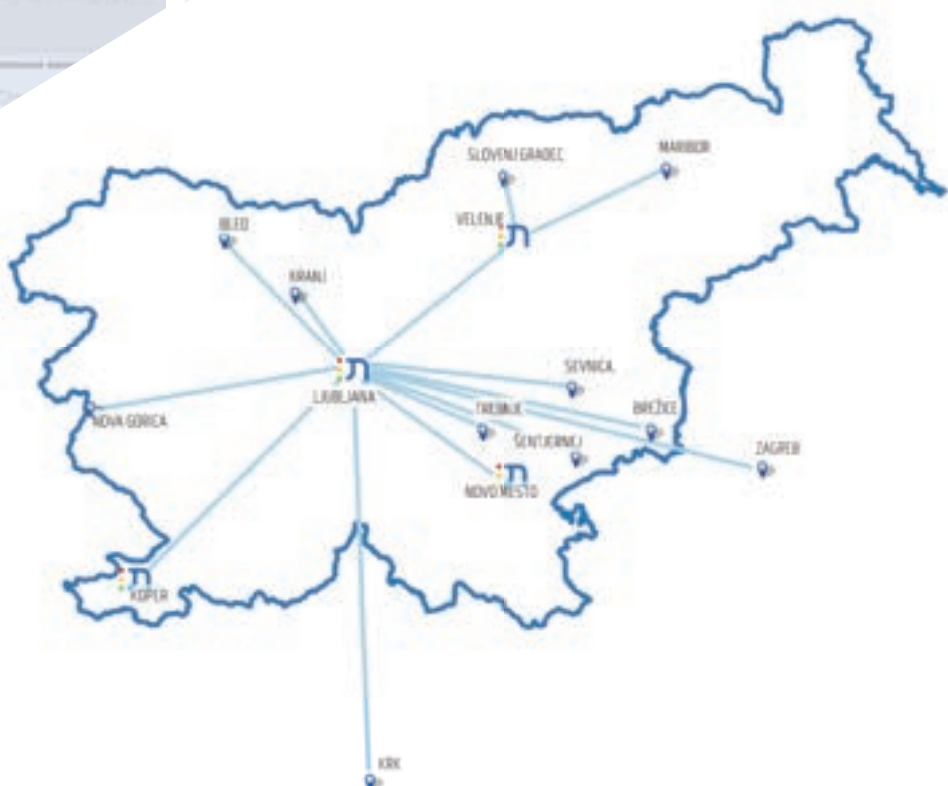 SLOVENJ GRADEC
MARIBOR
VELENJE
BLED
KRANJ
SEVNICA
LJUBLJANA
TREBNJE
BREŽICE
NOVA GORICA
ŠENTJERNEJ
ZAGREB
NOVO MESTO
KOPER
KRK